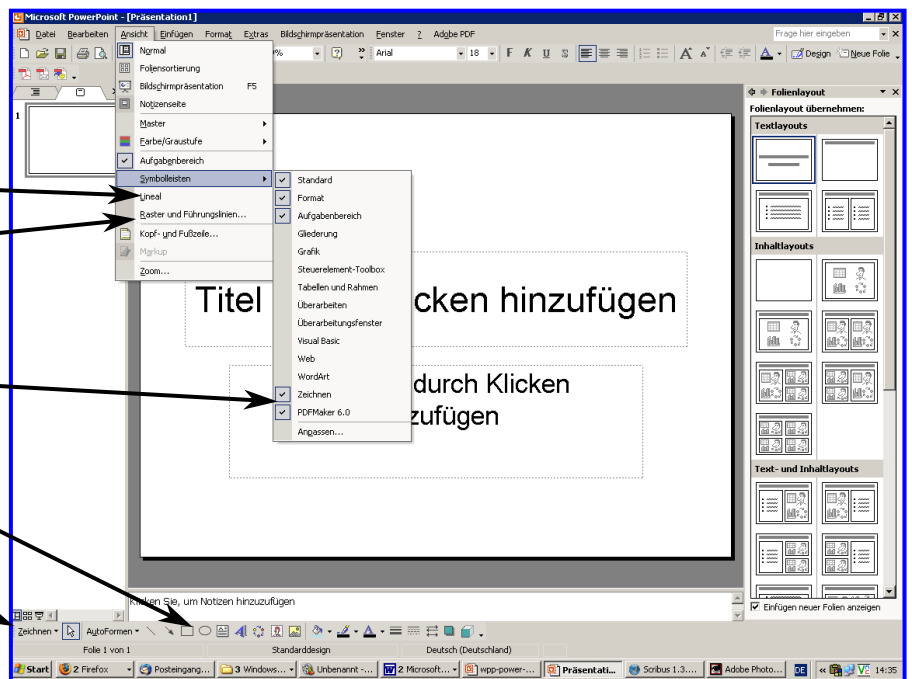 Microsoft PowerPoint - [Präsentation1]
Datei Bearbeiten Ansicht Einfügen Format Extras Bildschirmpräsentation Fenster ? Adobe PDF Frage hier eingeben
% Arial 18 F K U S Design Neue Folie
Normal
Foliensortierung
Bildschirmpräsentation F5
Notizenseite
Master
Farbe/Graustufe
Aufgabenbereich
Symbolleisten
Lineal
Raster und Führungslinien...
Kopf- und Fußzeile...
Markup
Zoom...
Standard
Format
Aufgabenbereich
Gliederung
Grafik
Steuerelement-Toolbox
Tabellen und Rahmen
Überarbeiten
Überarbeitungsfenster
Visual Basic
Web
WordArt
Zeichnen
PDFMaker 6.0
Anpassen...
1
Titel cken hinzufügen
durch Klicken
zufügen
Folienlayout
Folienlayout übernehmen:
Textlayouts
Inhaltlayouts
Text- und Inhaltlayouts
Einfügen neuer Folien anzeigen
Klicken Sie, um Notizen hinzuzufügen
Zeichnen AutoFormen
Folie 1 von 1 Standarddesign Deutsch (Deutschland)
Start 2 Firefox Posteingang... 3 Windows... Unbenannt -... 2 Microsoft... wpp-power-... Präsentati... Scribus 1.3.... Adobe Photo... DE « 14:35